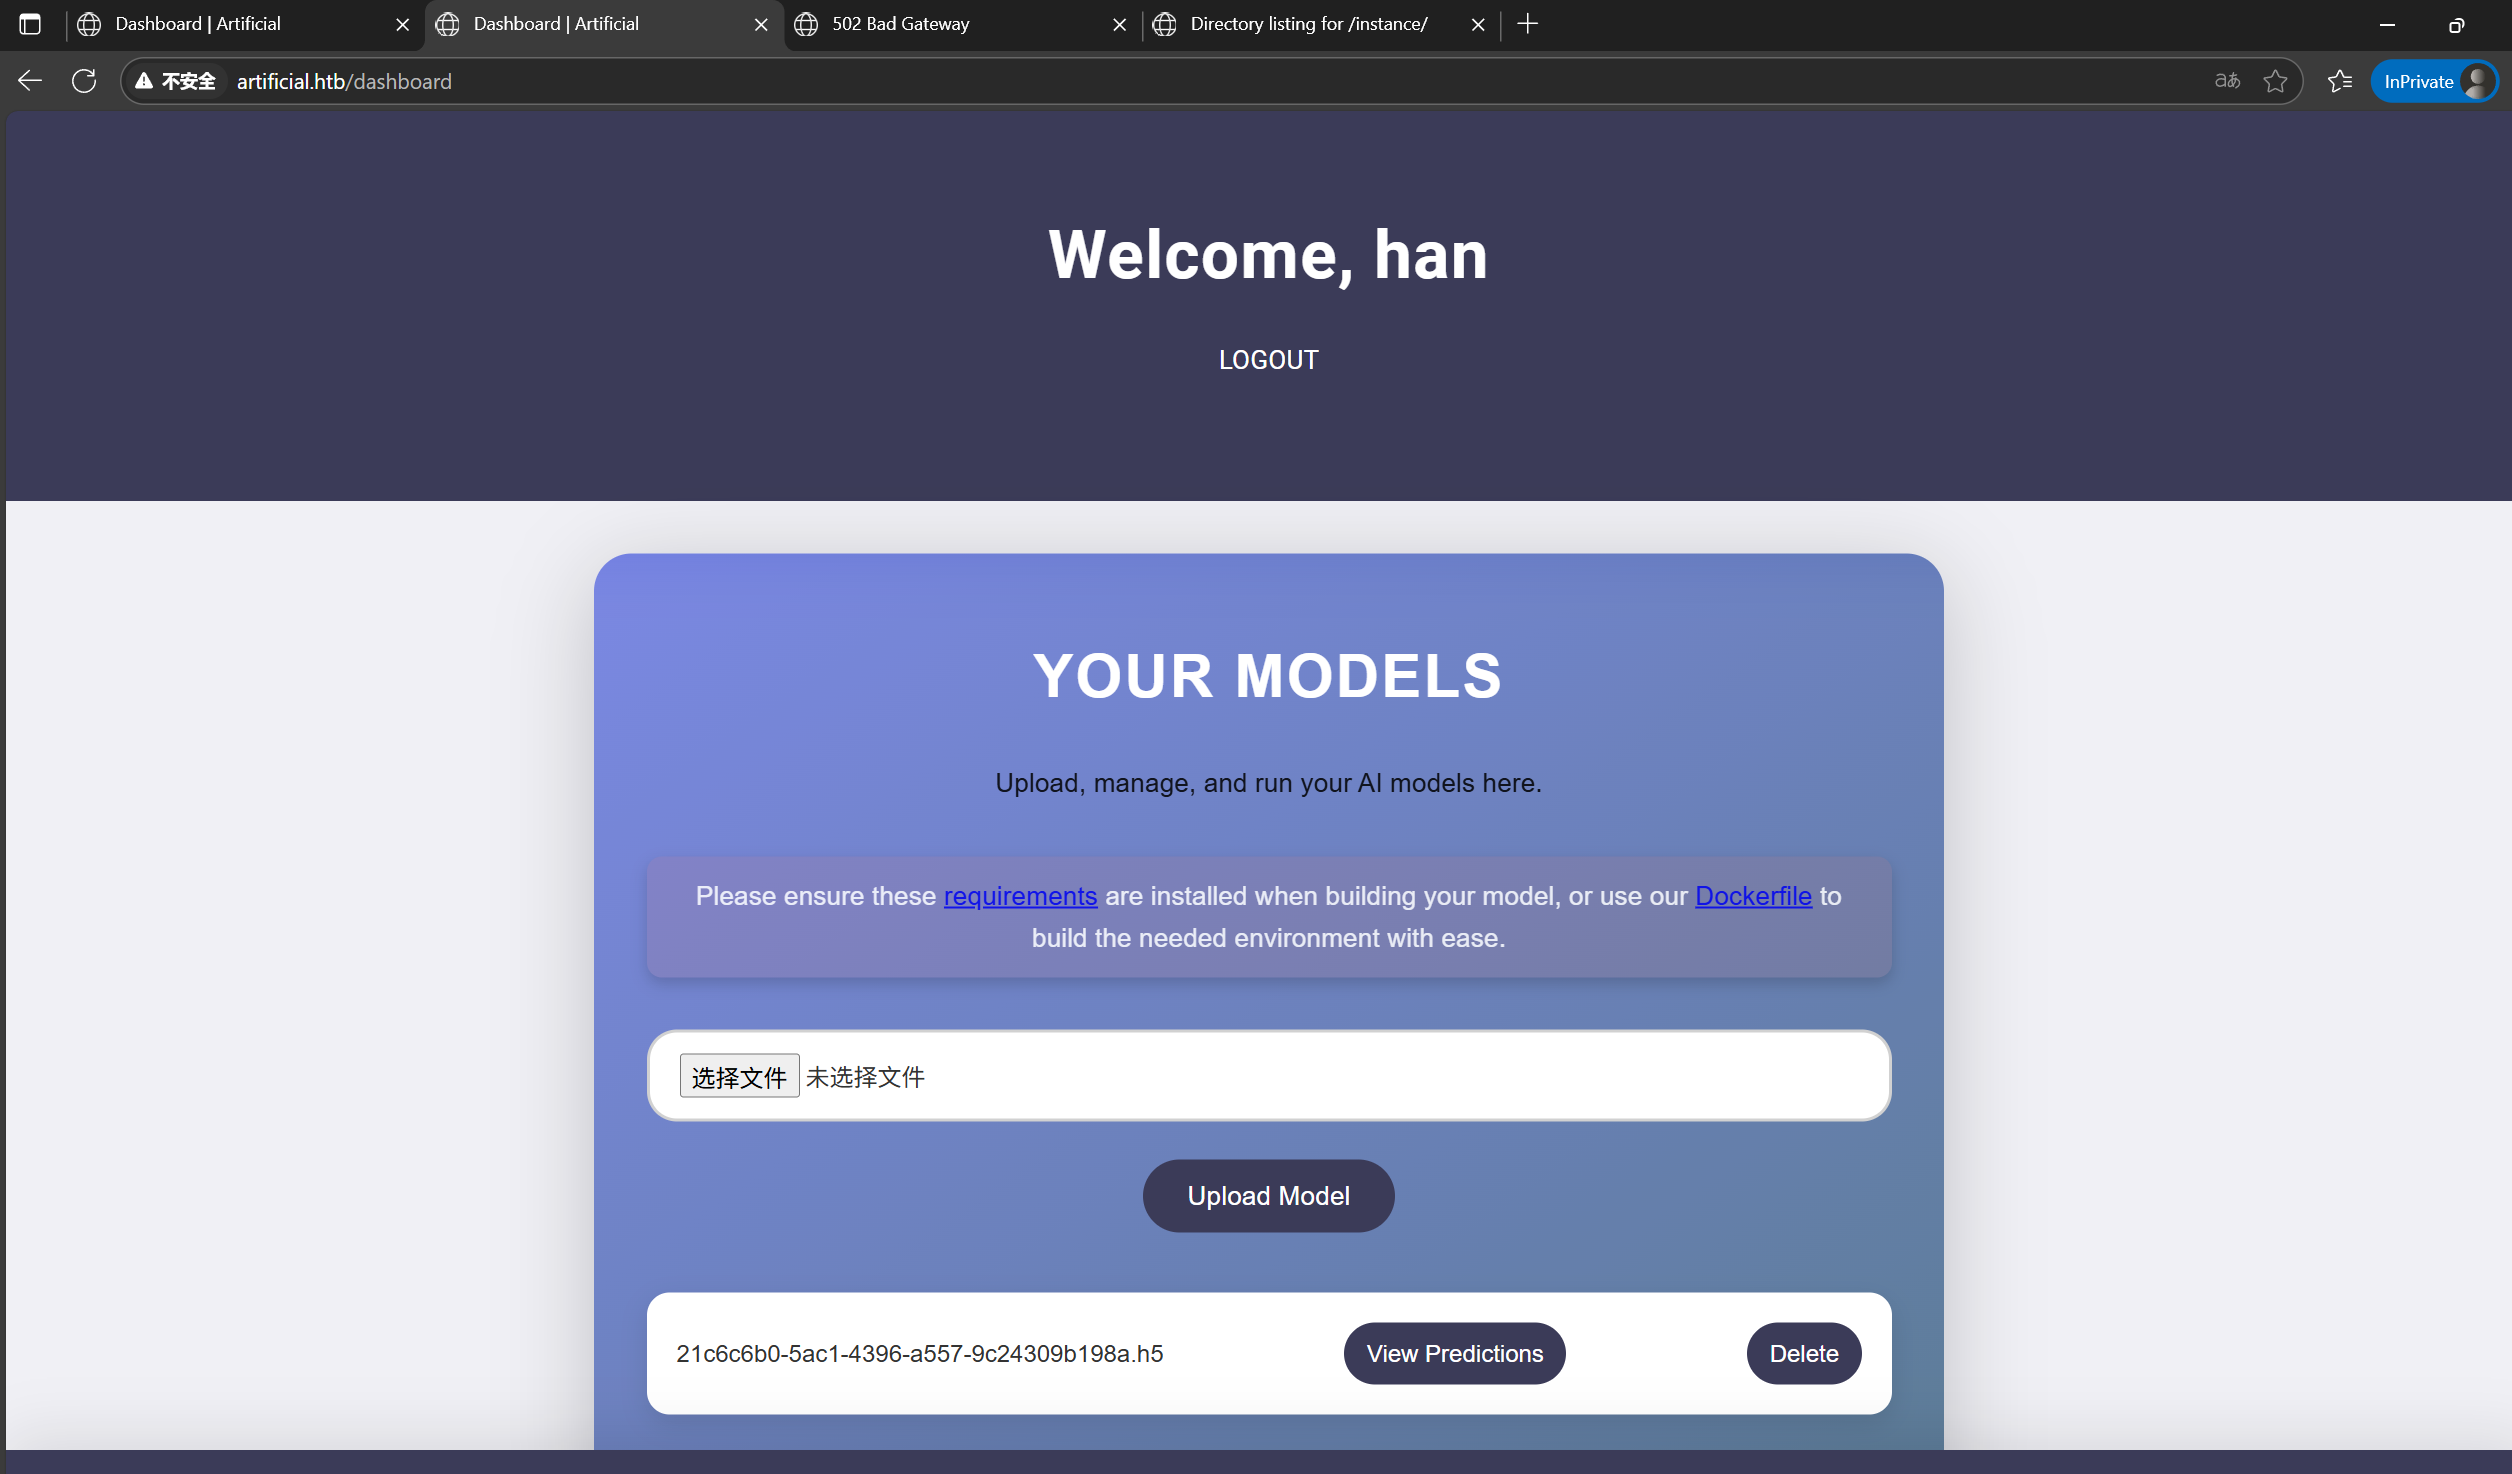 Dashboard | Artificial
Dashboard | Artificial
502 Bad Gateway
Directory listing for /instance/
不安全
artificial.htb/dashboard
aあ
InPrivate
Welcome, han
LOGOUT
YOUR MODELS
Upload, manage, and run your AI models here.
Please ensure these requirements are installed when building your model, or use our Dockerfile to
build the needed environment with ease.
选择文件 未选择文件
Upload Model
21c6c6b0-5ac1-4396-a557-9c24309b198a.h5
View Predictions
Delete